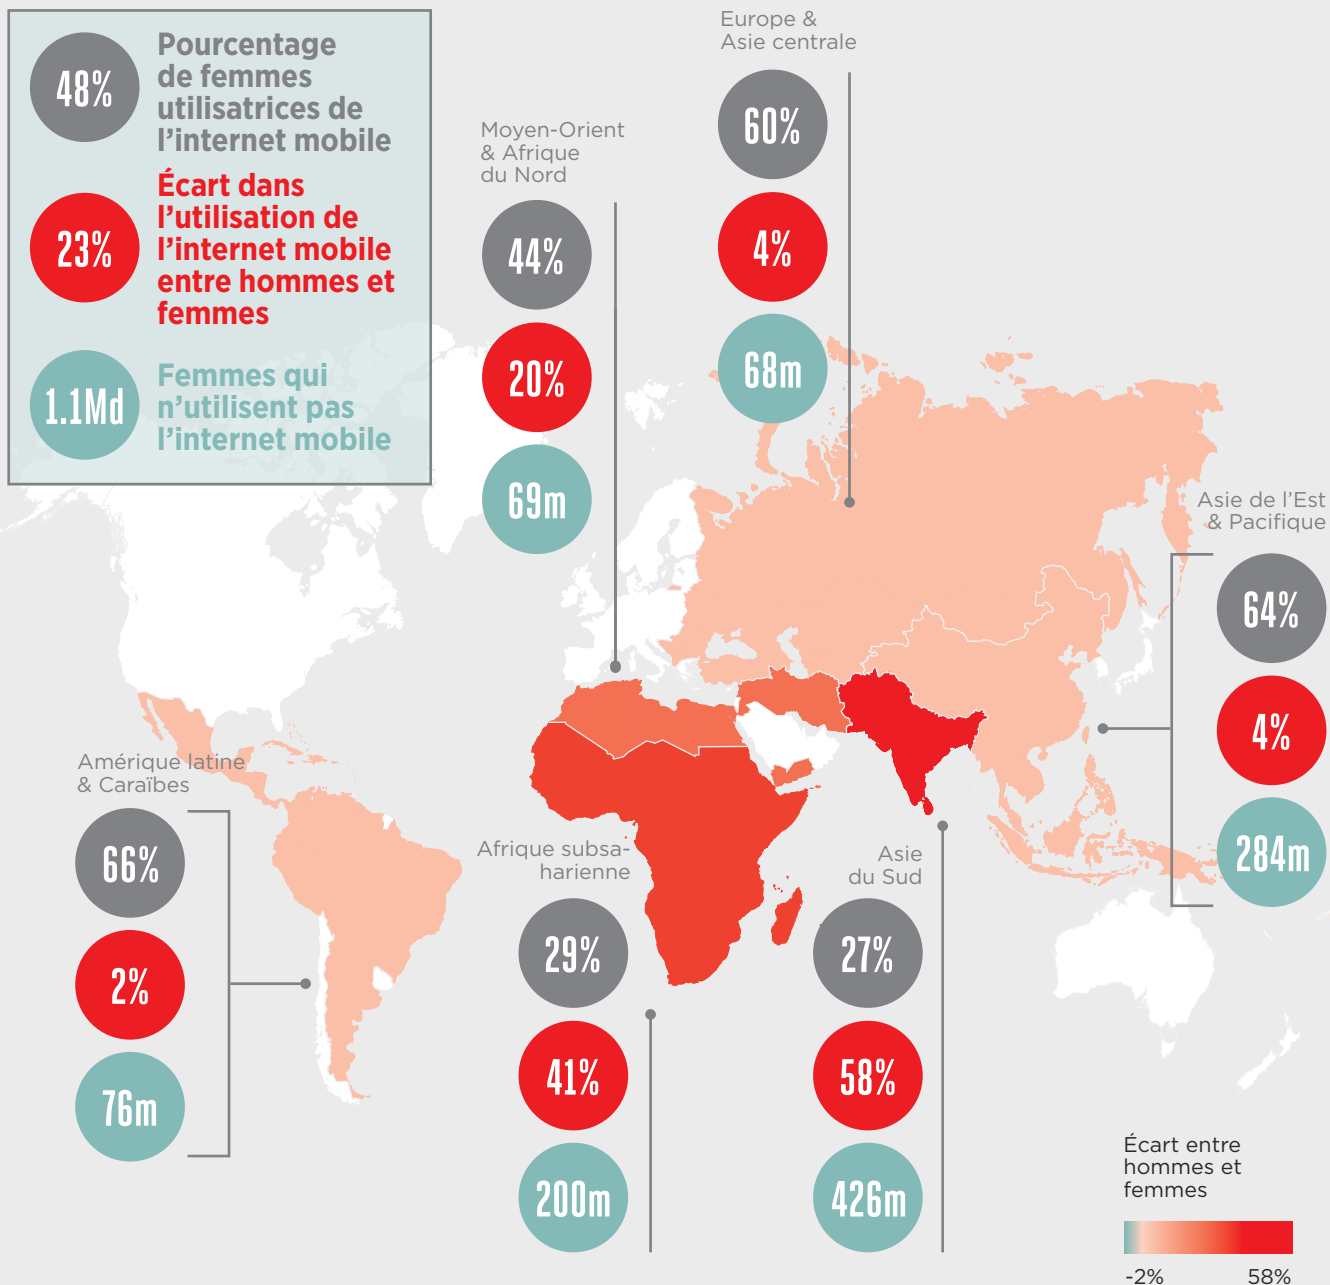 48%
Pourcentage
de femmes
utilisatrices de
l'internet mobile
23%
Écart dans
l'utilisation de
l'internet mobile
entre hommes et
femmes
1.1Md
Femmes qui
n'utilisent pas
l'internet mobile
Moyen-Orient
& Afrique
du Nord
44%
20%
69m
Europe &
Asie centrale
60%
4%
68m
Asie de l'Est
& Pacifique
64%
4%
284m
Amérique latine
& Caraïbes
66%
2%
76m
Afrique subsa-
harienne
29%
41%
200m
Asie
du Sud
27%
58%
426m
Écart entre
hommes et
femmes
-2%
58%